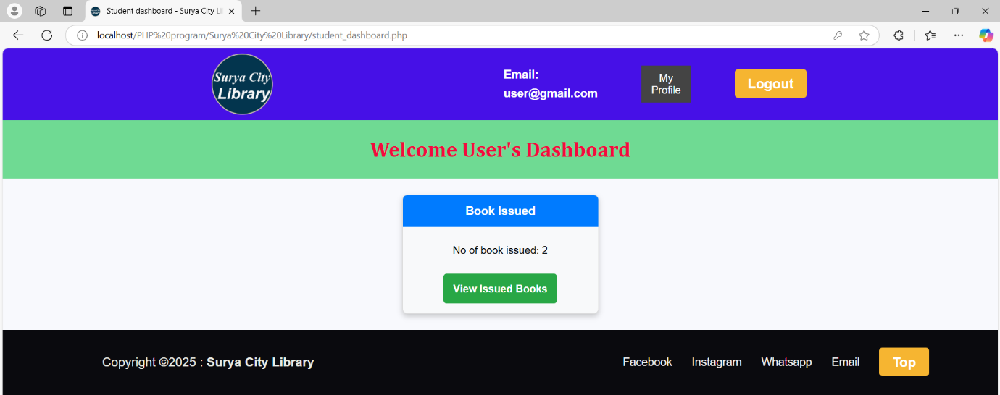 Student dashboard - Surya City Li
localhost/PHP%20program/Surya%20City%20Library/student_dashboard.php
Surya City
Library
Email:
user@gmail.com
My
Profile
Logout
Welcome User's Dashboard
Book Issued
No of book issued: 2
View Issued Books
Copyright ©2025 : Surya City Library
Facebook Instagram Whatsapp Email Top